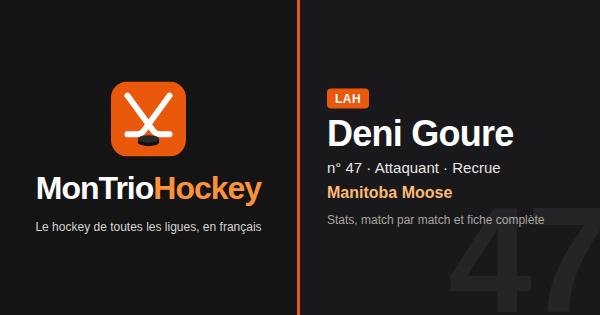 MonTrioHockey
Le hockey de toutes les ligues, en français
LAH
Deni Goure
n° 47 · Attaquant · Recrue
Manitoba Moose
Stats, match par match et fiche complète
47